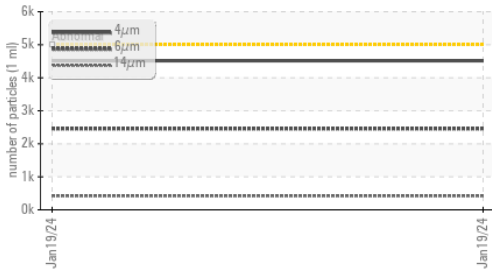 6k
5k
4k
3k
2k
1k
0k
number of particles (1 ml)
Abnormal
4µm
6µm
14µm
Jan19/24
Jan19/24